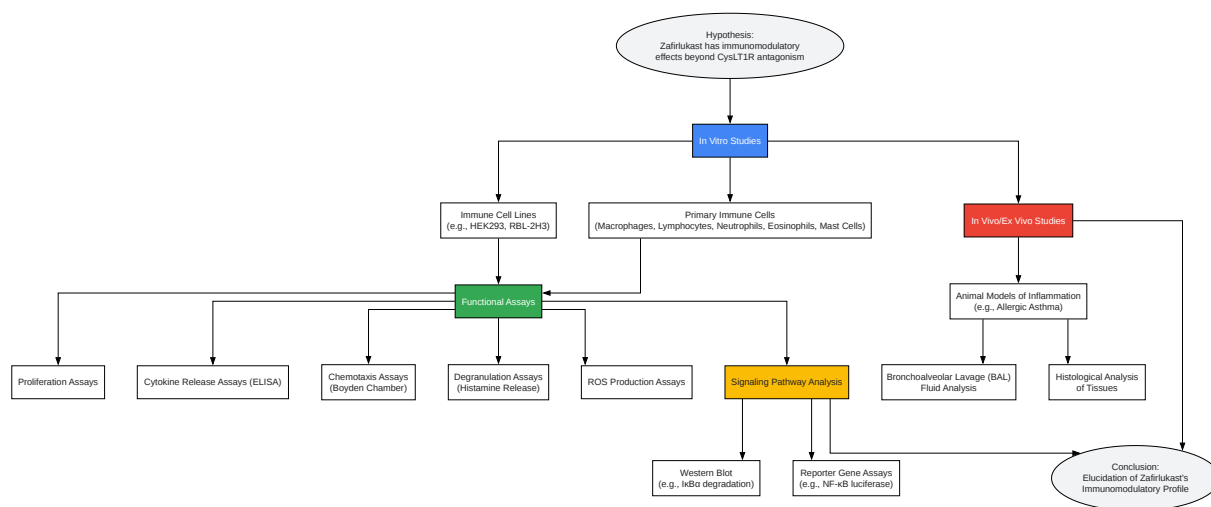 Hypothesis:
Zafirlukast has immunomodulatory
effects beyond CysLT1R antagonism
In Vitro Studies
Immune Cell Lines
(e.g., HEK293, RBL-2H3)
Primary Immune Cells
(Macrophages, Lymphocytes, Neutrophils, Eosinophils, Mast Cells)
In Vivo/Ex Vivo Studies
Functional Assays
Animal Models of Inflammation
(e.g., Allergic Asthma)
Proliferation Assays
Cytokine Release Assays (ELISA)
Chemotaxis Assays
(Boyden Chamber)
Degranulation Assays
(Histamine Release)
ROS Production Assays
Signaling Pathway Analysis
Bronchoalveolar Lavage (BAL)
Fluid Analysis
Histological Analysis
of Tissues
Western Blot
(e.g., IκBα degradation)
Reporter Gene Assays
(e.g., NF-κB luciferase)
Conclusion:
Elucidation of Zafirlukast's
Immunomodulatory Profile